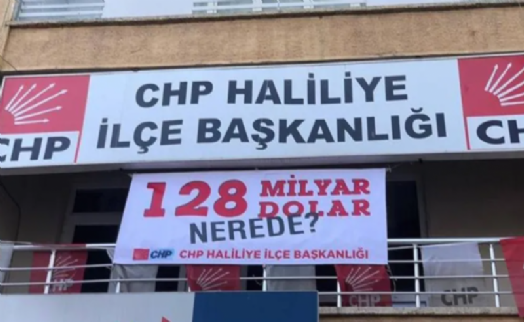 CHP HALİLİYE
İLÇE BAŞKANLIĞI
CHP
CHP
128 MİLYAR
DOLAR
NEREDE?
CHP CHP HALİLİYE İLÇE BAŞKANLIĞI